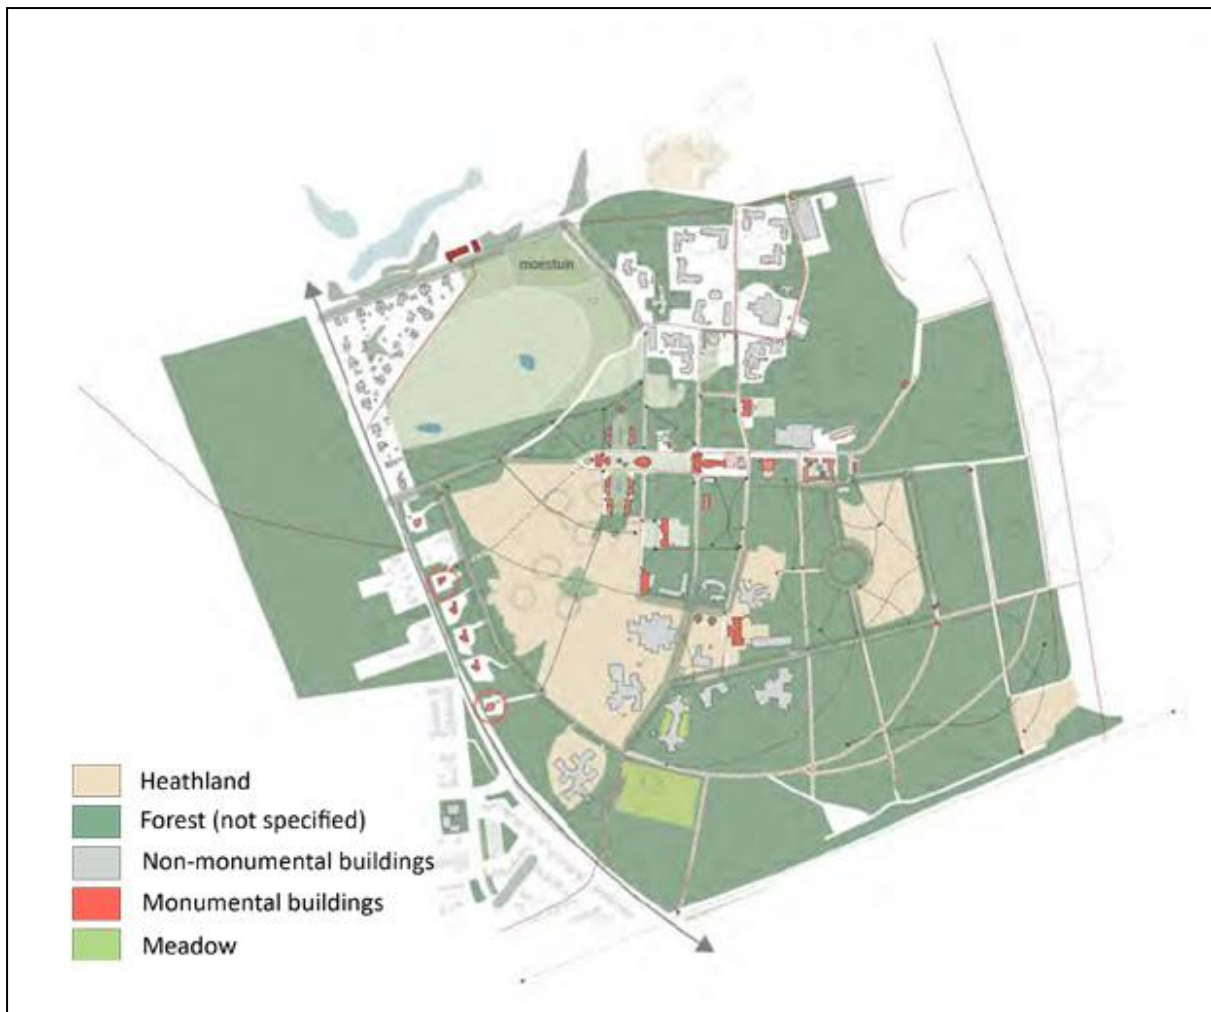 moestuin
Heathland
Forest (not specified)
Non-monumental buildings
Monumental buildings
Meadow